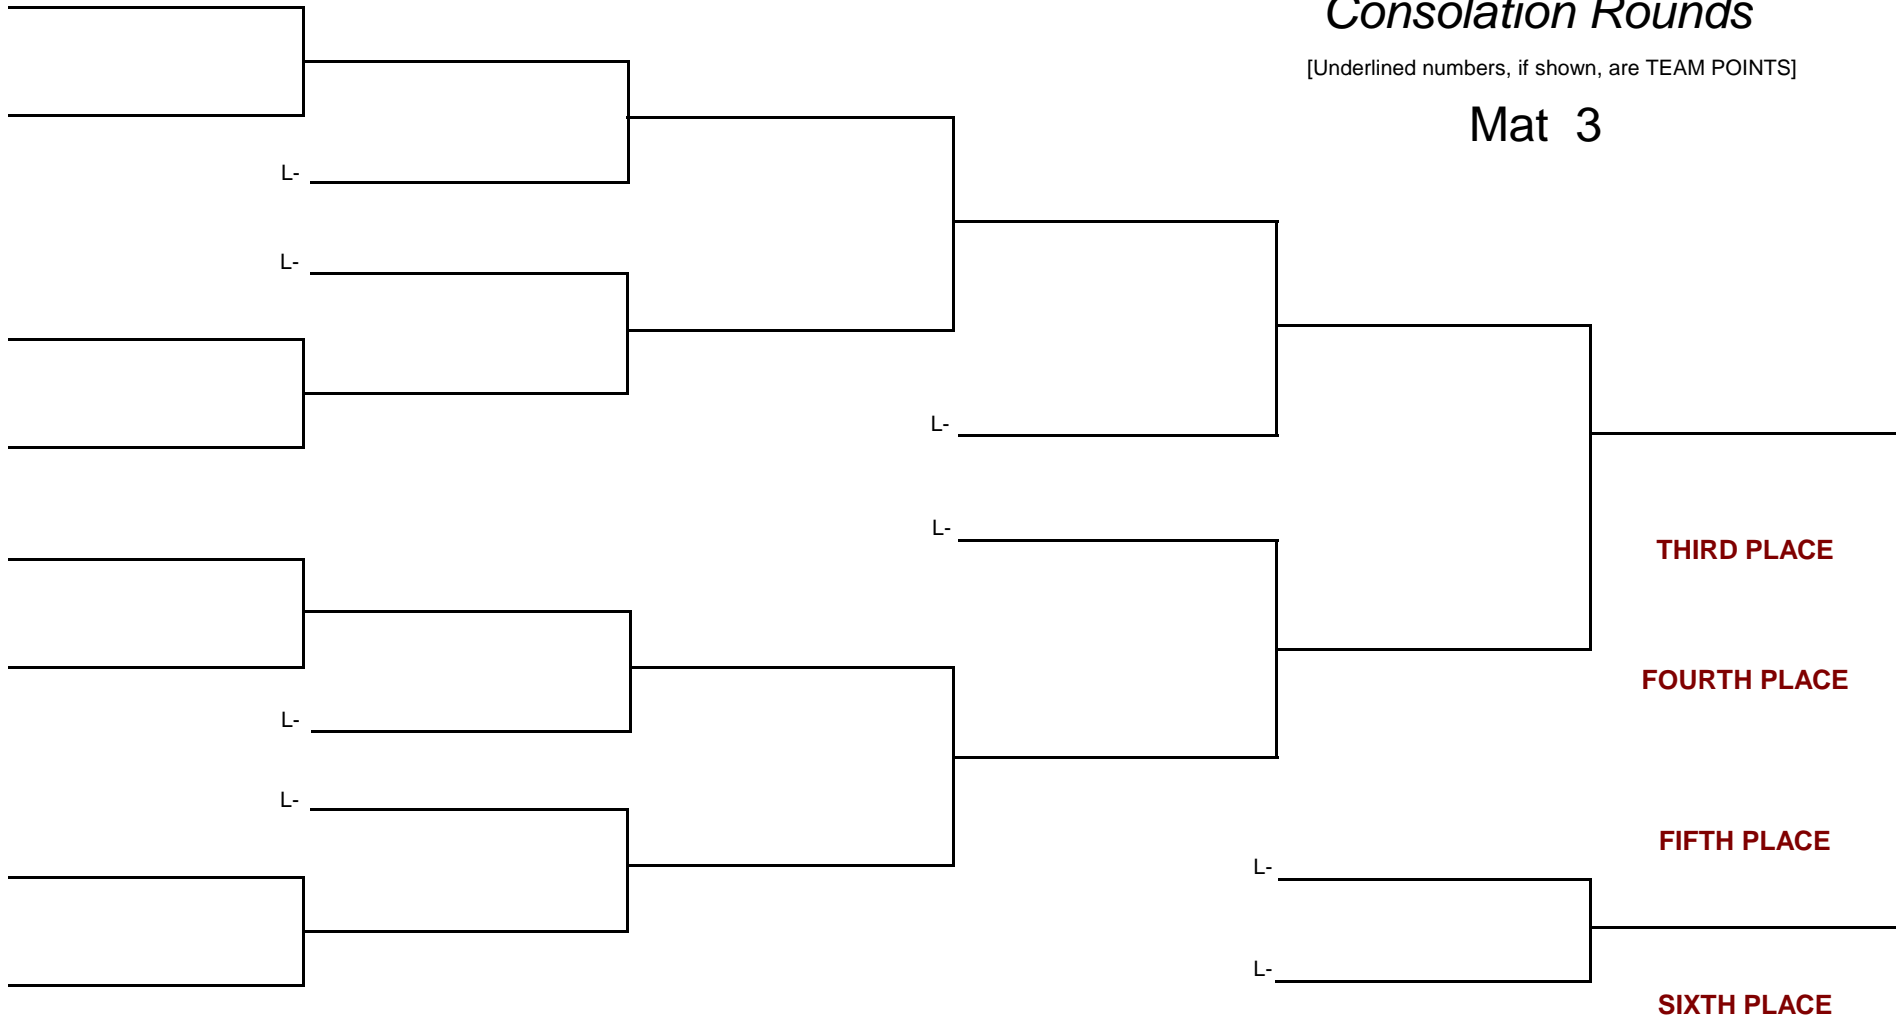 Consolation Rounds
[Underlined numbers, if shown, are TEAM POINTS]
Mat 3
L-
L-
L-
L-
THIRD PLACE
FOURTH PLACE
L-
L-
FIFTH PLACE
L-
L-
SIXTH PLACE